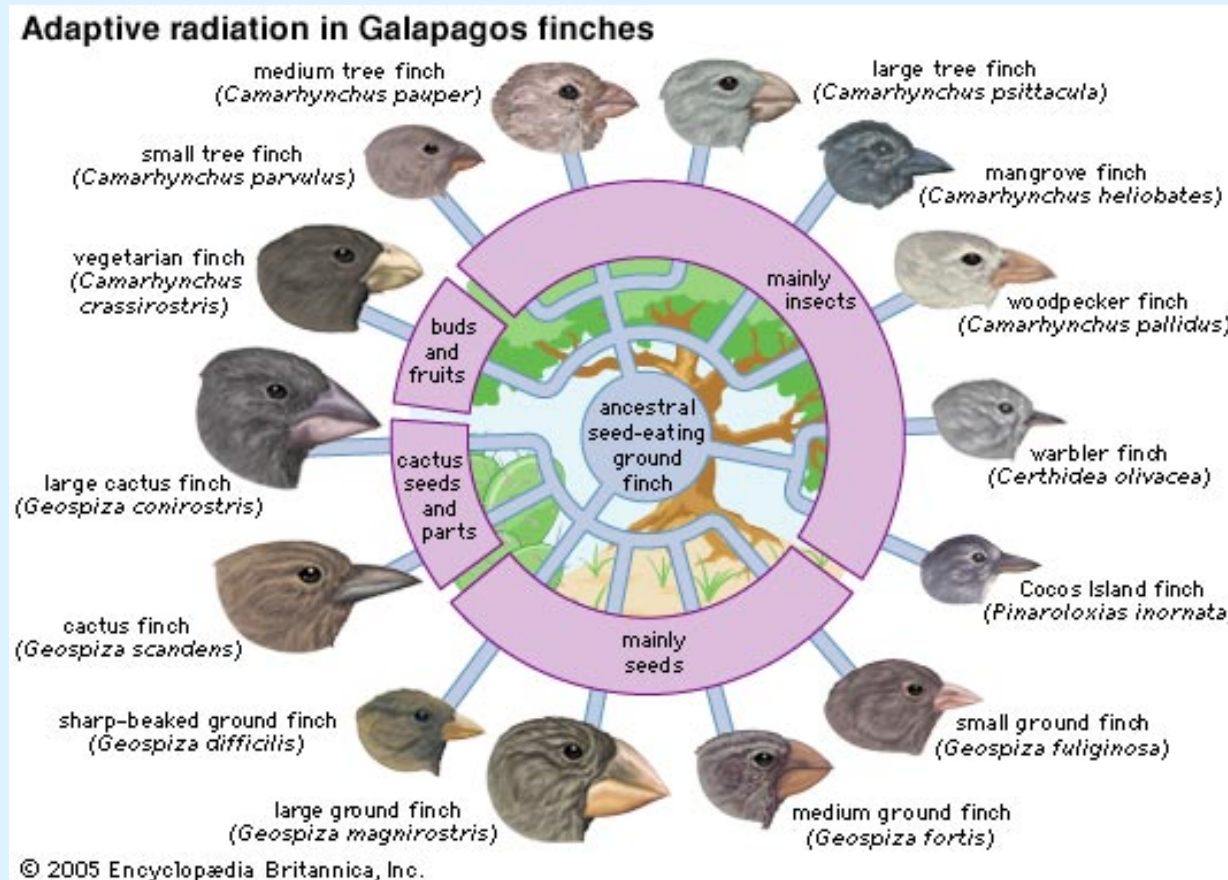 Adaptive radiation in Galapagos finches
medium tree finch
(Camarhynchus pauper)
large tree finch
(Camarhynchus psittacula)
small tree finch
(Camarhynchus parvulus)
mangrove finch
(Camarhynchus heliobates)
vegetarian finch
(Camarhynchus
crassirostris)
mainly
insects
woodpecker finch
(Camarhynchus pallidus)
buds
and
fruits
ancestral
seed-eating
ground
finch
large cactus finch
(Geospiza conirostris)
cactus
seeds
and
parts
warbler finch
(Certhidea olivacea)
cactus finch
(Geospiza scandens)
Cocos Island finch
(Pinaroloxias inornata)
mainly
seeds
sharp-beaked ground finch
(Geospiza difficilis)
small ground finch
(Geospiza fuliginosa)
large ground finch
(Geospiza magnirostris)
medium ground finch
(Geospiza fortis)
© 2005 Encyclopædia Britannica, Inc.